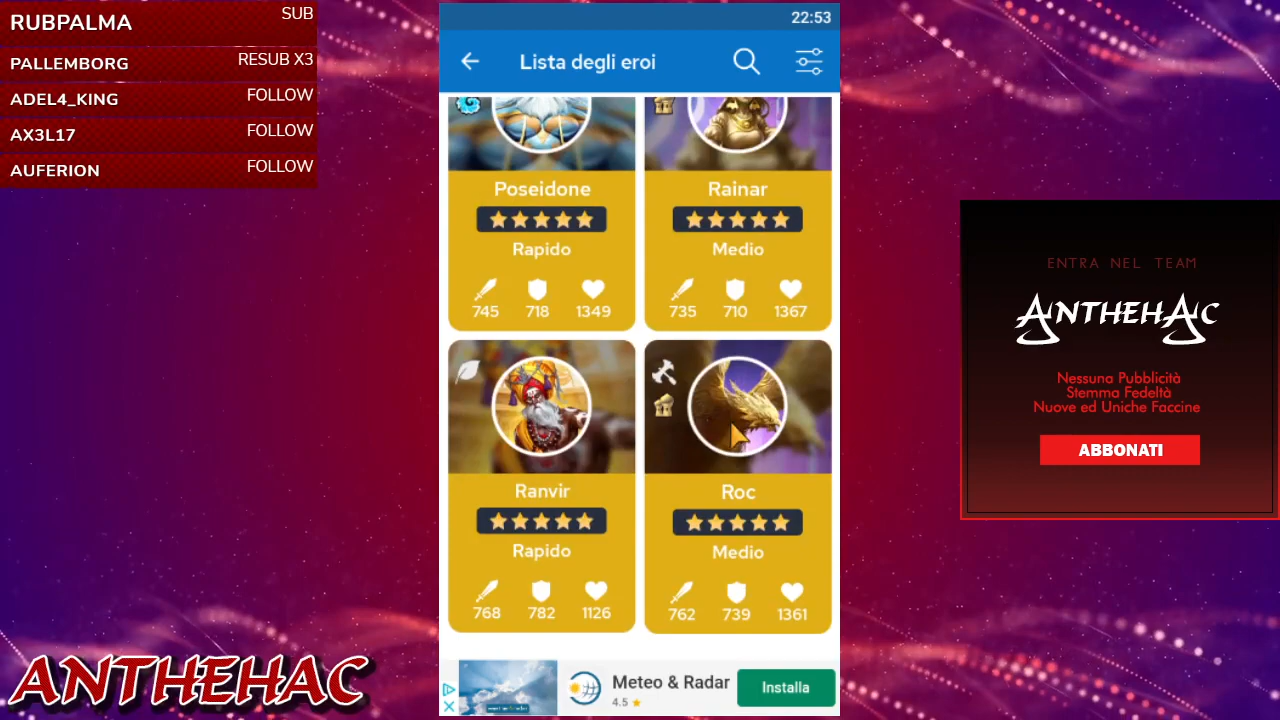 RUBPALMA SUB
PALLEMBORG RESUB X3
ADEL4_KING FOLLOW
AX3L17 FOLLOW
AUFERION FOLLOW
22:53
Lista degli eroi
Poseidone
Rapido
745 718 1349
Rainar
Medio
735 710 1367
Ranvir
Rapido
768 782 1126
Roc
Medio
762 739 1361
Meteo & Radar
4.5 ★
Installa
ENTRA NEL TEAM
ANTHEHAC
Nessuna Pubblicità
Stemma Fedeltà
Nuove ed Uniche Faccine
ABBONATI
ANTHEHAC